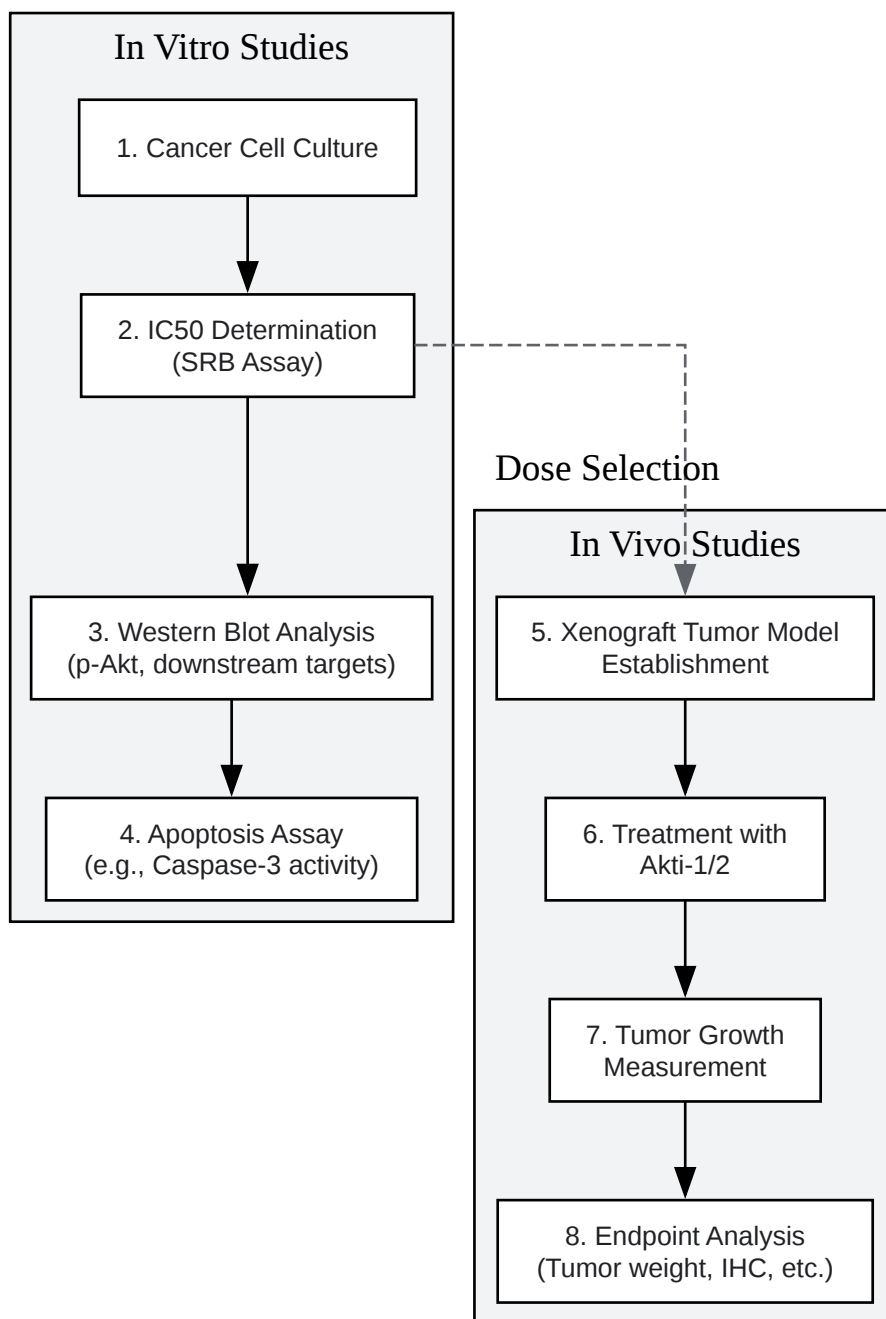 In Vitro Studies
1. Cancer Cell Culture
2. IC50 Determination
(SRB Assay)
3. Western Blot Analysis
(p-Akt, downstream targets)
4. Apoptosis Assay
(e.g., Caspase-3 activity)
Dose Selection
In Vivo Studies
5. Xenograft Tumor Model
Establishment
6. Treatment with
Akti-1/2
7. Tumor Growth
Measurement
8. Endpoint Analysis
(Tumor weight, IHC, etc.)